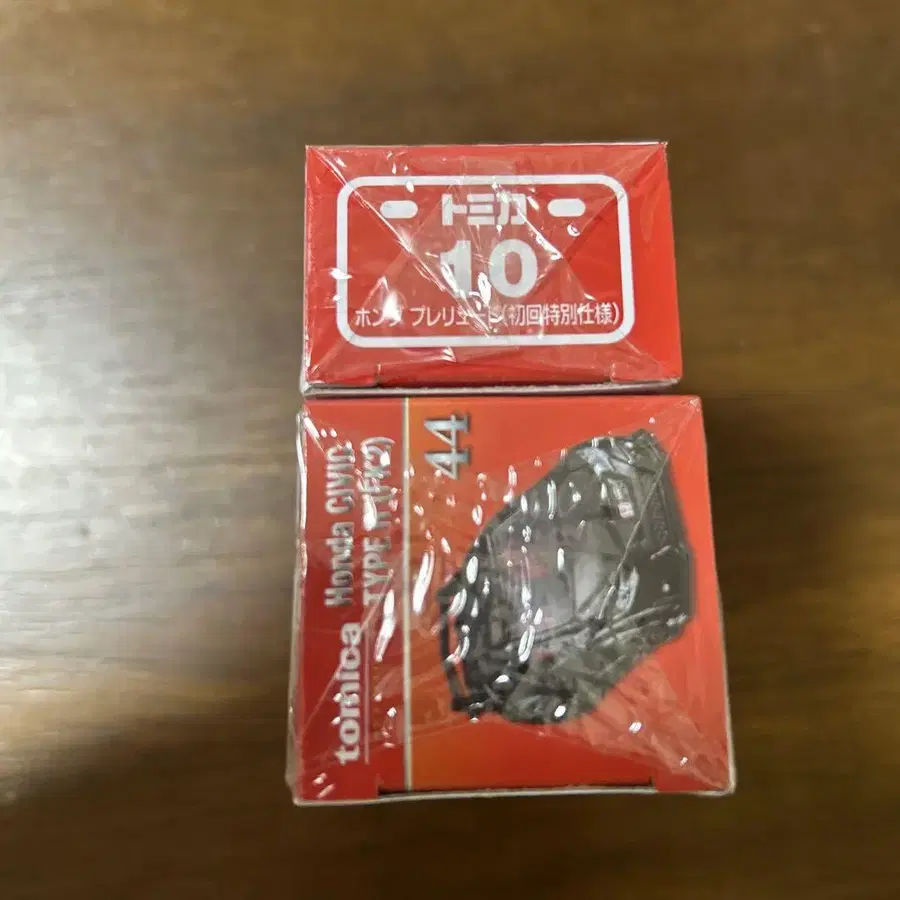 トミカ
10
ホンダ プレリュード(初回特別仕様)
tomica
Honda CIVIC
TYPE R (FK2)
44